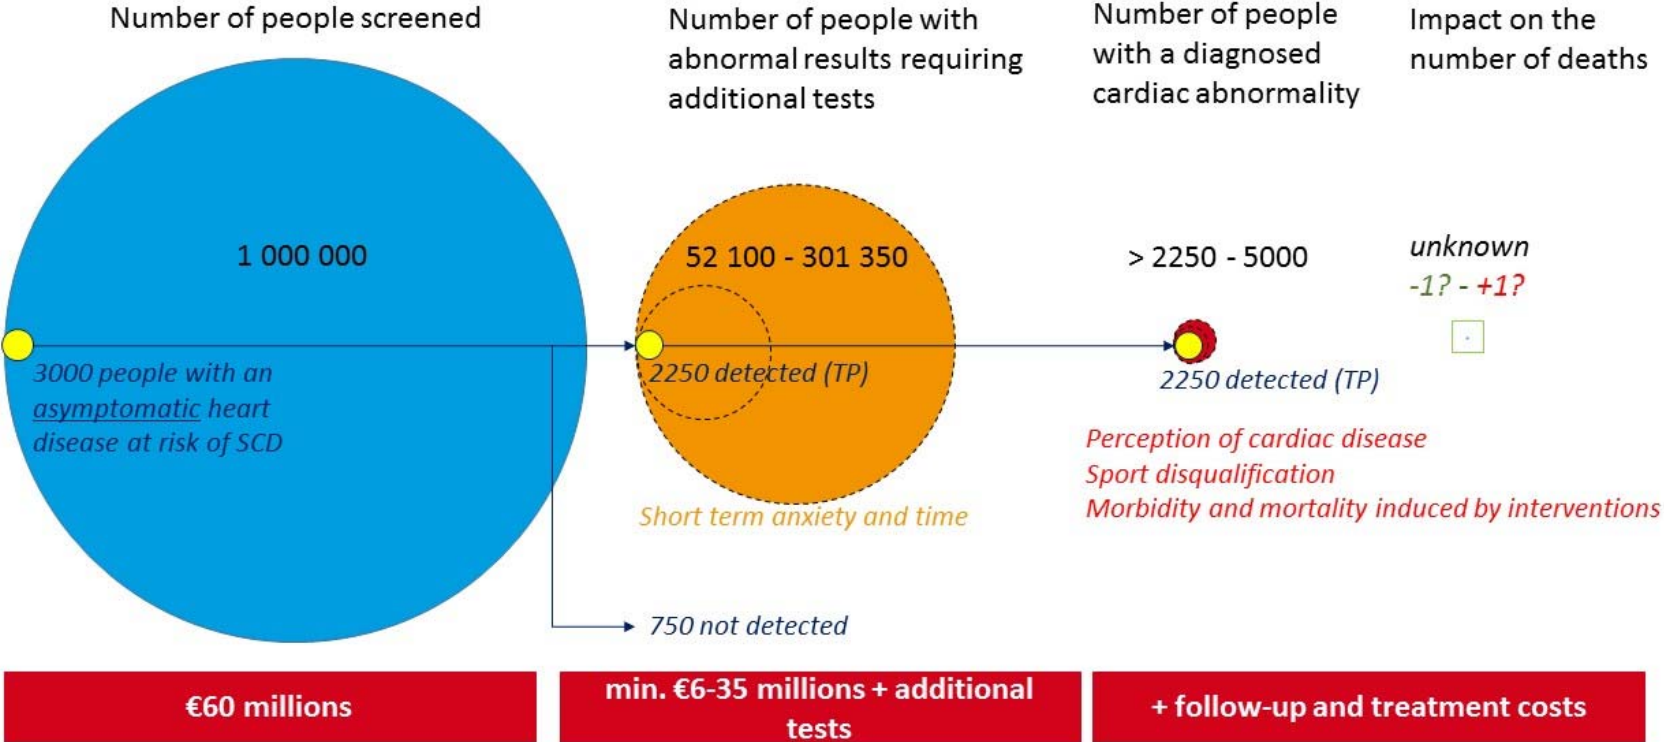 Number of people screened
Number of people with
abnormal results requiring
additional tests
Number of people
with a diagnosed
cardiac abnormality
Impact on the
number of deaths
1 000 000
52 100 - 301 350
> 2250 - 5000
unknown
-1? - +1?
3000 people with an
asymptomatic heart
disease at risk of SCD
2250 detected (TP)
2250 detected (TP)
Perception of cardiac disease
Sport disqualification
Morbidity and mortality induced by interventions
Short term anxiety and time
750 not detected
€60 millions
min. €6-35 millions + additional
tests
+ follow-up and treatment costs